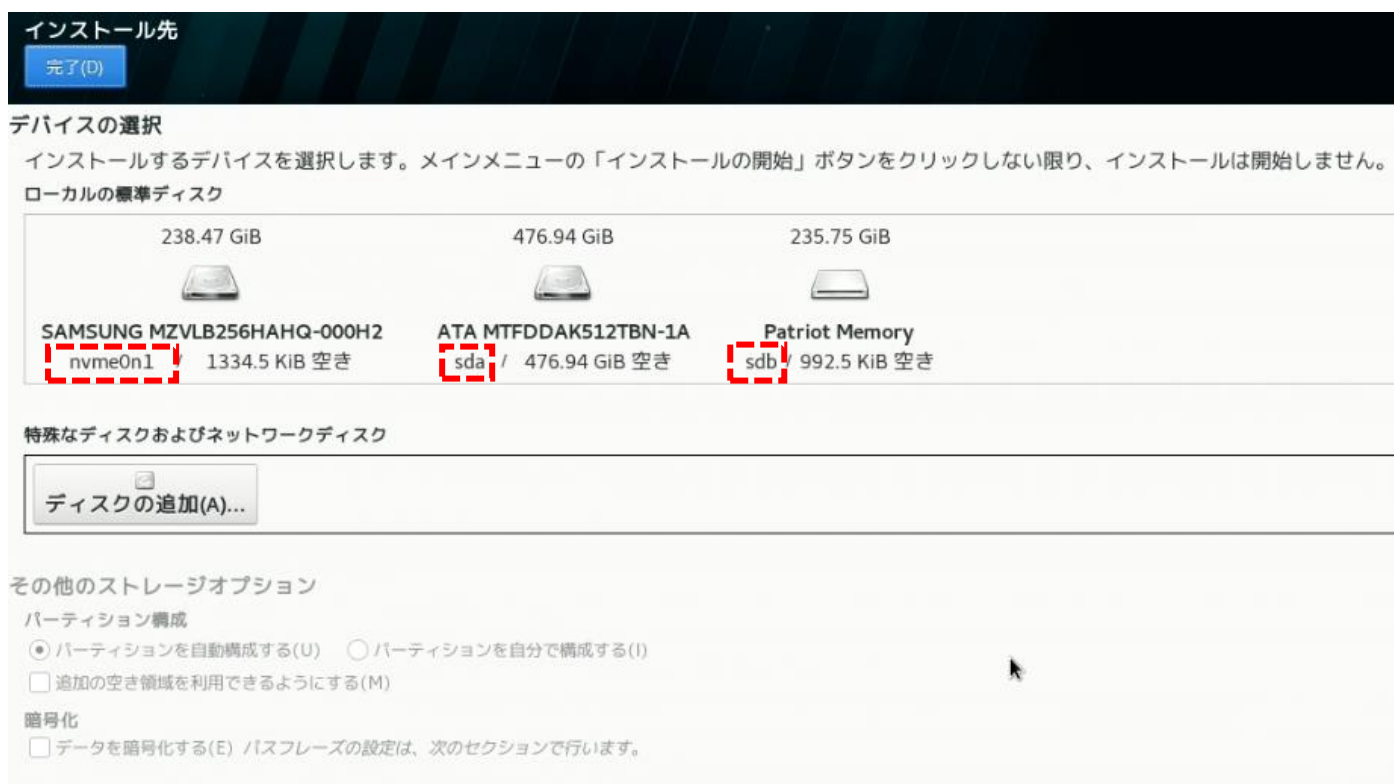 インストール先
完了(D)
デバイスの選択
インストールするデバイスを選択します。メインメニューの「インストールの開始」ボタンをクリックしない限り、インストールは開始しません。
ローカルの標準ディスク
238.47 GiB 476.94 GiB 235.75 GiB
SAMSUNG MZVLB256HAHQ-000H2 ATA MTFDDAK512TBN-1A Patriot Memory
nvme0n1 / 1334.5 KiB 空き sda / 476.94 GiB 空き sdb / 992.5 KiB 空き
特殊なディスクおよびネットワークディスク
ディスクの追加(A)...
その他のストレージオプション
パーティション構成
パーティションを自動構成する(U) パーティションを自分で構成する(I)
追加の空き領域を利用できるようにする(M)
暗号化
データを暗号化する(E) パスフレーズの設定は、次のセクションで行います。